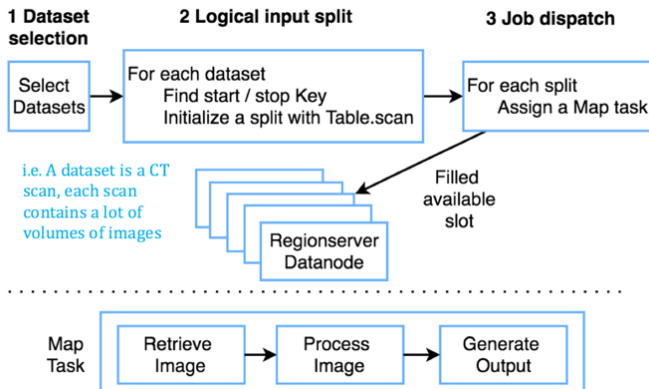 1 Dataset
selection
2 Logical input split
3 Job dispatch
Select
Datasets
For each dataset
Find start / stop Key
Initialize a split with Table.scan
For each split
Assign a Map task
i.e. A dataset is a CT
scan, each scan
contains a lot of
volumes of images
Filled
available
slot
Regionserver
Datanode
Map
Task
Retrieve
Image
Process
Image
Generate
Output